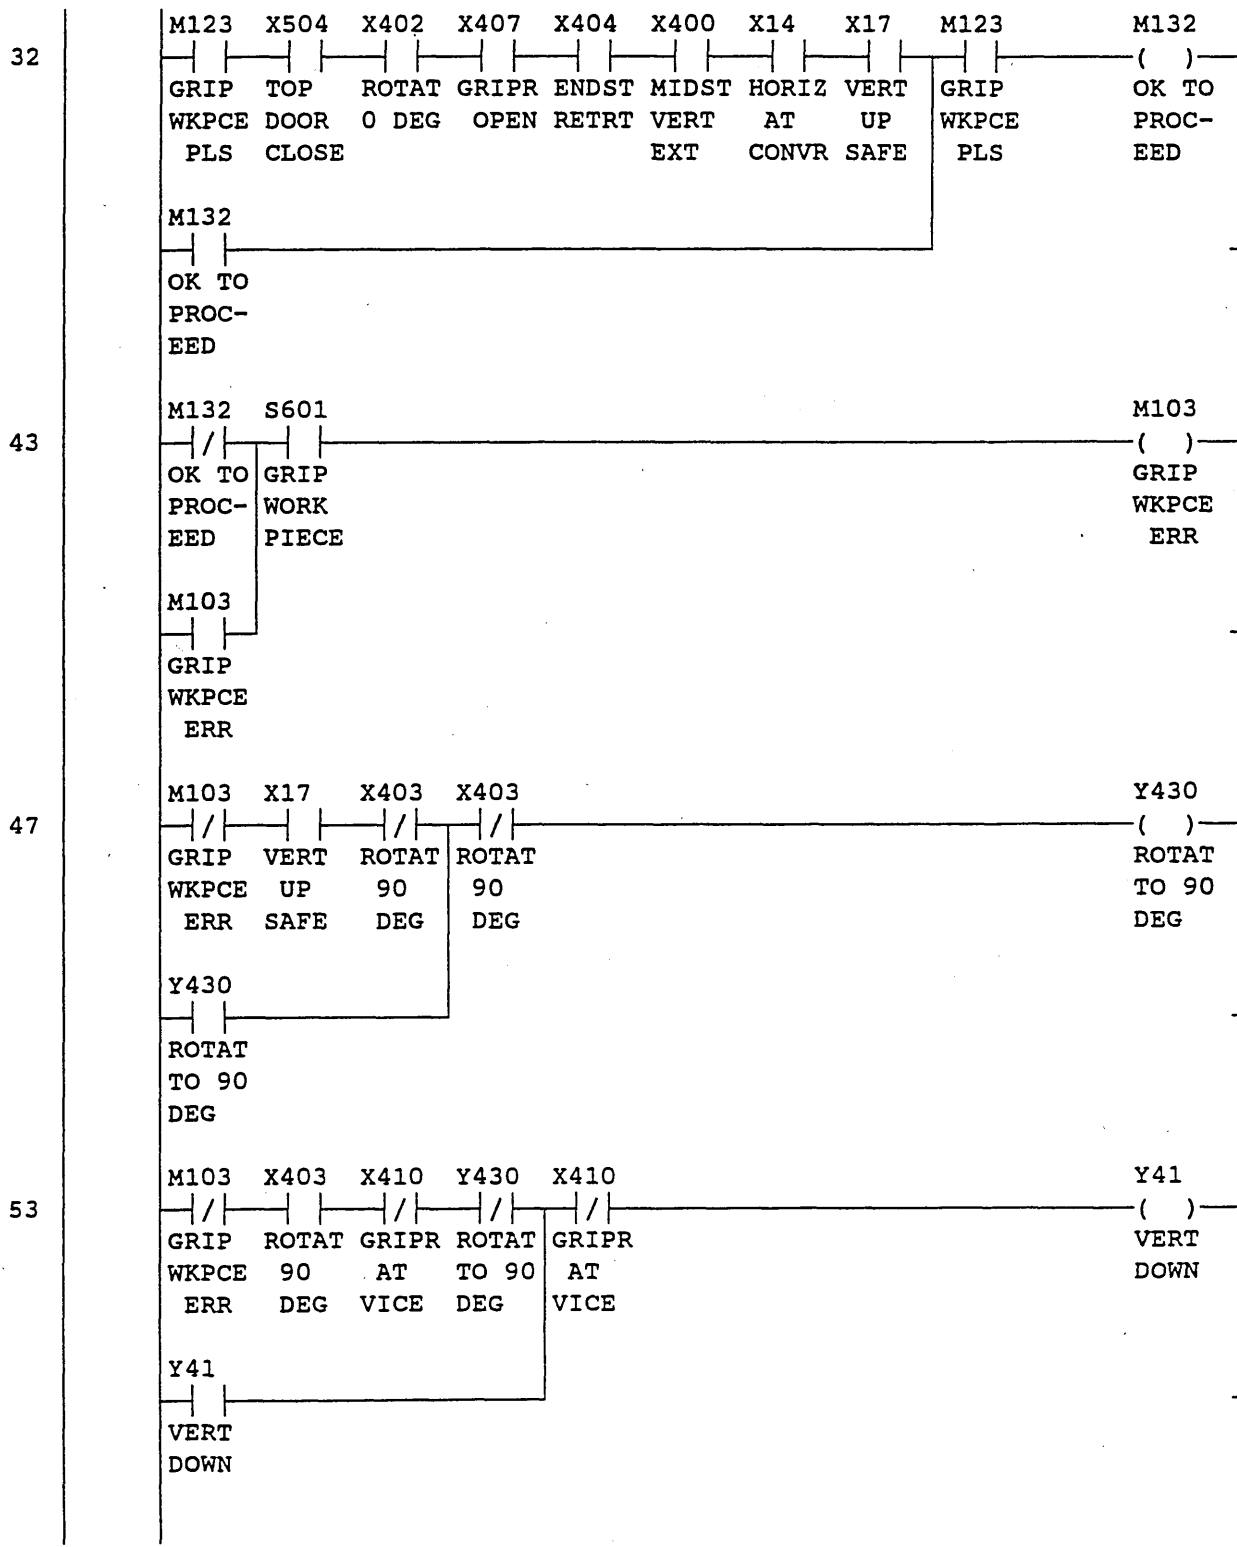 M123 X504 X402 X407 X404 X400 X14 X17 M123 M132
32 ( )
GRIP TOP ROTAT GRIPR ENDST MIDST HORIZ VERT GRIP OK TO
WKPCE DOOR 0 DEG OPEN RETRT VERT AT UP WKPCE PROC-
PLS CLOSE EXT CONVR SAFE PLS EED
M132
OK TO
PROC-
EED
M132 S601 M103
43 / ( )
OK TO GRIP GRIP
PROC- WORK WKPCE
EED PIECE ERR
M103
GRIP
WKPCE
ERR
M103 X17 X403 X403 Y430
47 / / / ( )
GRIP VERT ROTAT ROTAT ROTAT
WKPCE UP 90 90 TO 90
ERR SAFE DEG DEG DEG
Y430
ROTAT
TO 90
DEG
M103 X403 X410 Y430 X410 Y41
53 / / / / ( )
GRIP ROTAT GRIPR ROTAT GRIPR VERT
WKPCE 90 AT TO 90 AT DOWN
ERR DEG VICE DEG VICE
Y41
VERT
DOWN